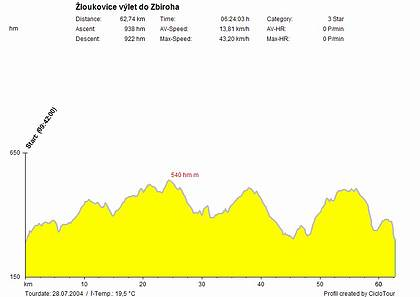 Žloukovice výlet do Zbiroha
Distance: 62,74 km Time: 06:24:03 h Category: 3 Star
hm Ascent: 938 hm AV-Speed: 13,81 km/h AV-HR: 0 P/min
Descent: 922 hm Max-Speed: 43,20 km/h Max-HR: 0 P/min
Start: (09:42:00)
650
540 hm m
150
km 10 20 30 40 50 60
Tourdate: 28.07.2004 / f-Temp.: 19,5 °C Profil created by CicloTour